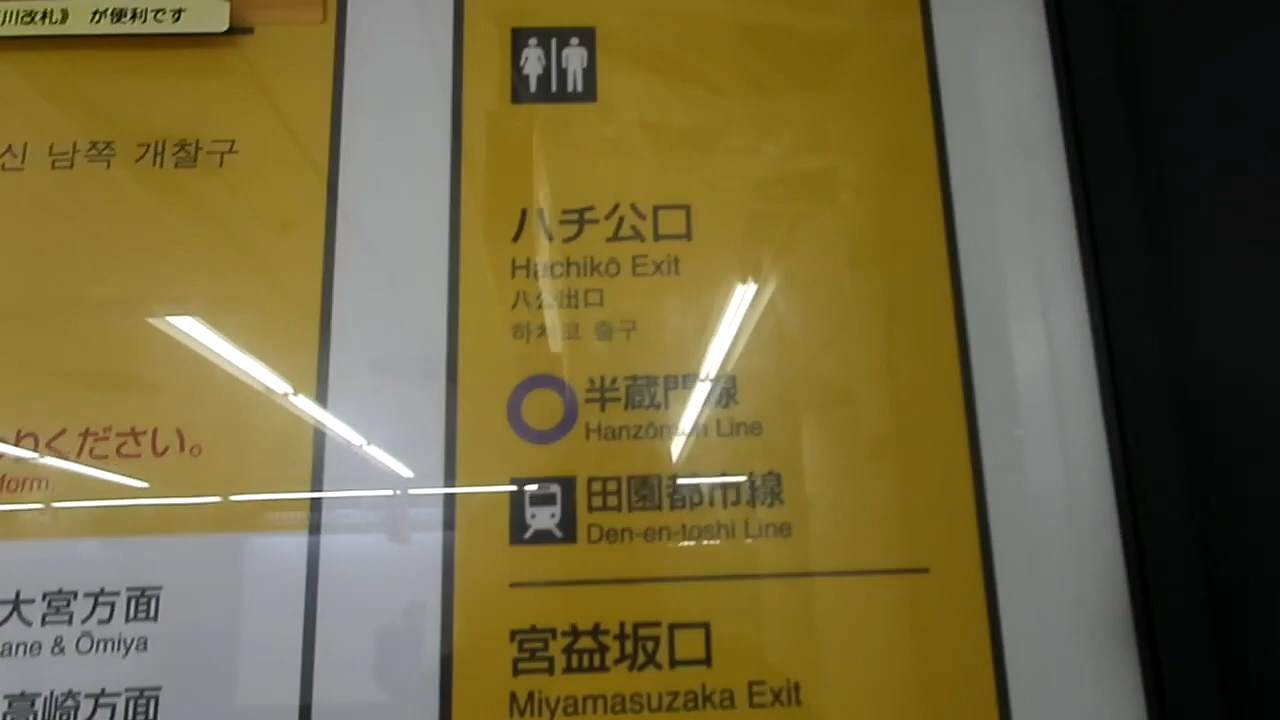 川改札》 が便利です
신 남쪽 개찰구
りください。
form.
大宮方面
ane & Ōmiya
高崎方面
ハチ公口
Hachikō Exit
八公出口
하치코 출구
半蔵門線
Hanzōmon Line
田園都市線
Den-en-toshi Line
宮益坂口
Miyamasuzaka Exit